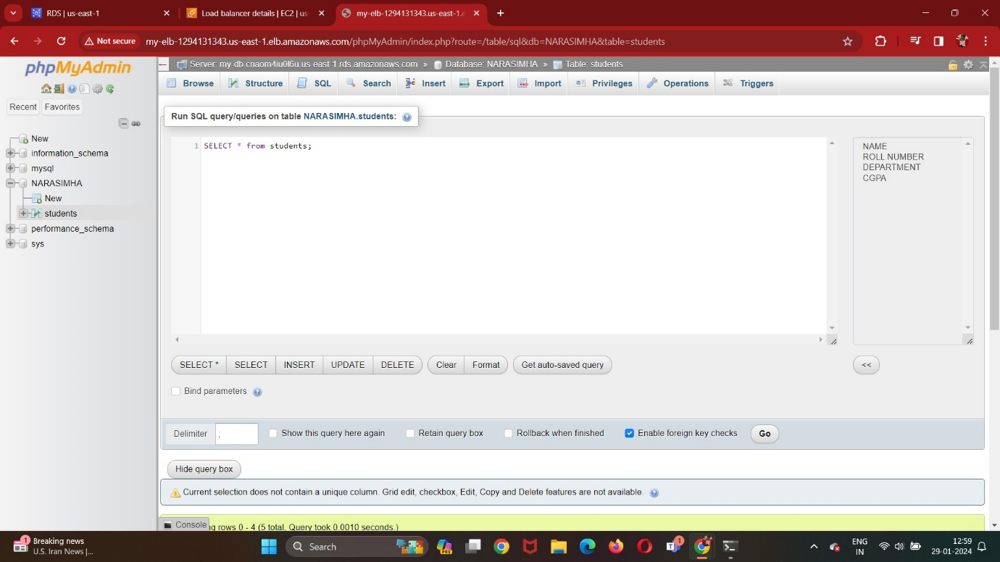 RDS | us-east-1
Load balancer details | EC2 | us-
my-elb-1294131343.us-east-1.e
Not secure my-elb-1294131343.us-east-1.elb.amazonaws.com/phpMyAdmin/index.php?route=/table/sql&db=NARASIMHA&table=students
phpMyAdmin
Recent Favorites
New
information_schema
mysql
NARASIMHA
New
students
performance_schema
sys
Server: my db.cnaom4iu0l6u.us east 1.rds.amazonaws.com » Database: NARASIMHA » Table: students
Browse Structure SQL Search Insert Export Import Privileges Operations Triggers
Run SQL query/queries on table NARASIMHA.students:
1 SELECT * from students;
NAME
ROLL NUMBER
DEPARTMENT
CGPA
SELECT * SELECT INSERT UPDATE DELETE Clear Format Get auto-saved query <<
Bind parameters
Delimiter ; Show this query here again Retain query box Rollback when finished Enable foreign key checks Go
Hide query box
Current selection does not contain a unique column. Grid edit, checkbox, Edit, Copy and Delete features are not available.
Console
rows 0 - 4 (5 total, Query took 0.0010 seconds.)
1 Breaking news
U.S. Iran News |...
Search
PRE
1
ENG
IN
12:59
29-01-2024